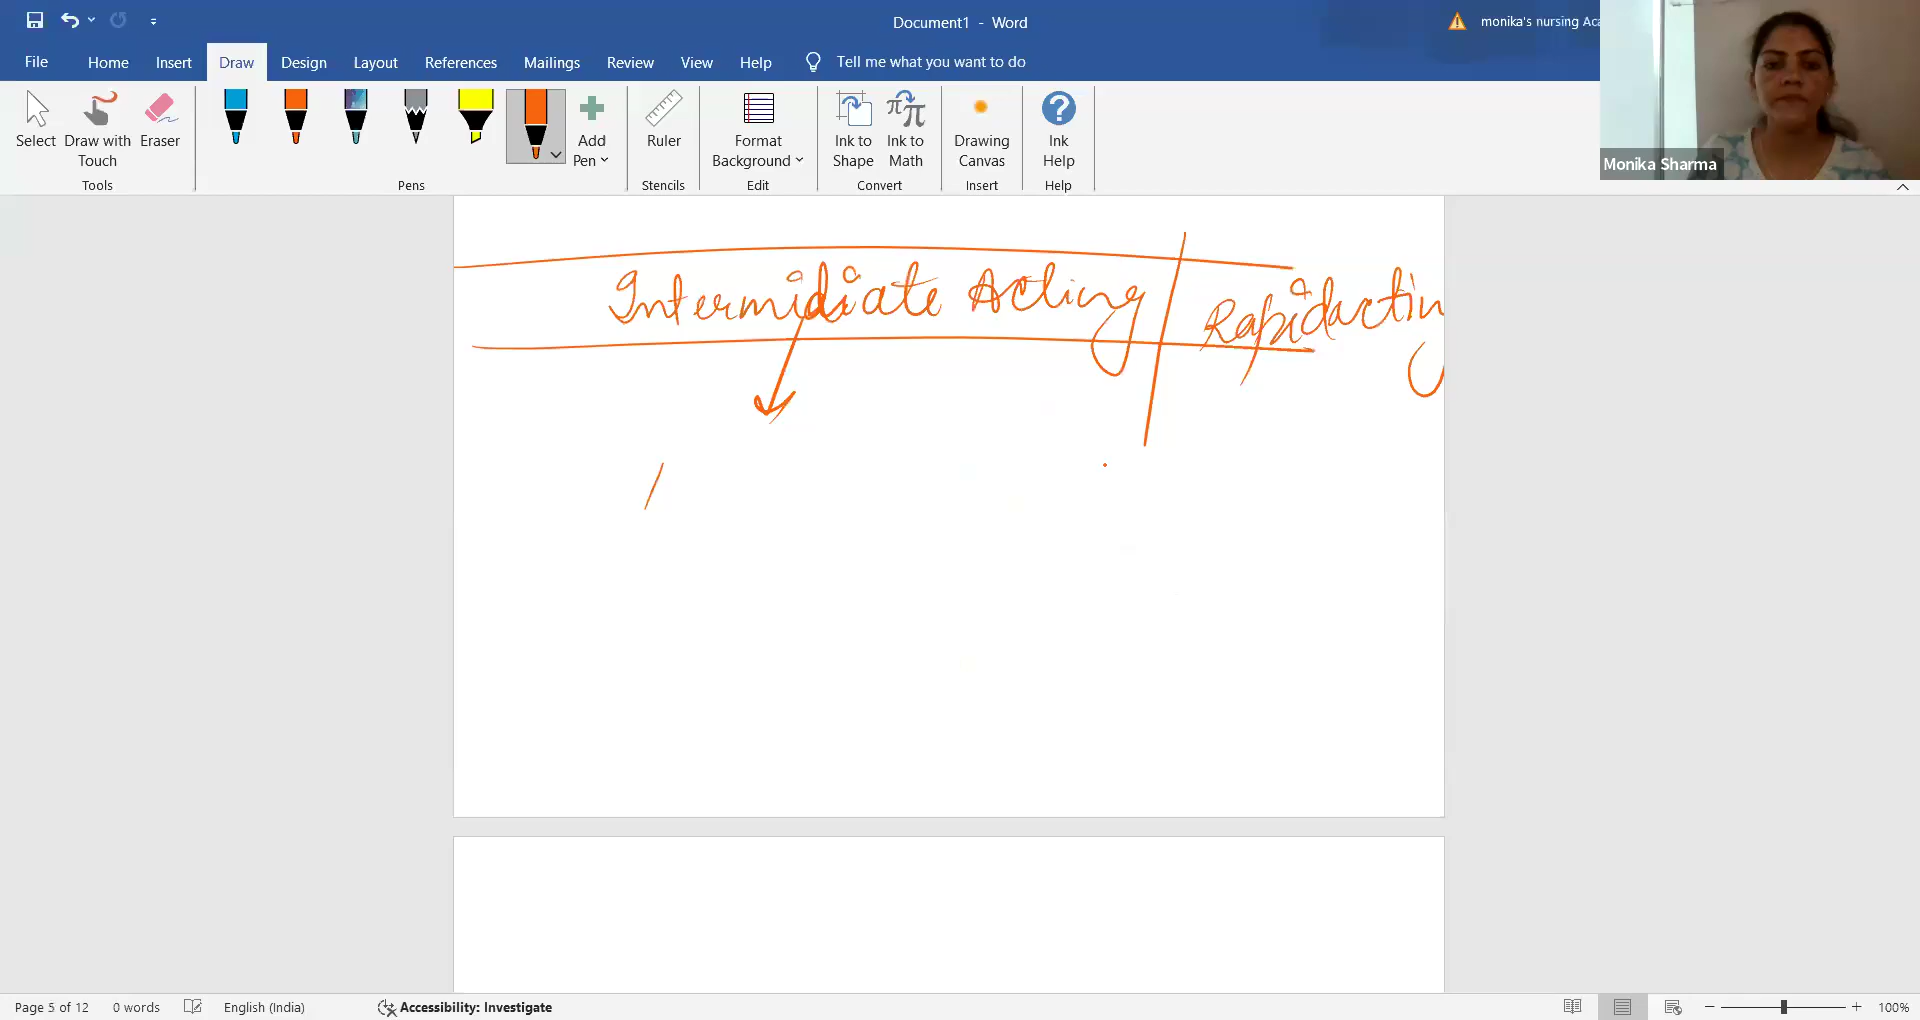 Document1 - Word
monika's nursing Aca
File Home Insert Draw Design Layout References Mailings Review View Help Tell me what you want to do
Select Draw with Touch Eraser Add Pen Ruler Format Background Ink to Shape Ink to Math Drawing Canvas Ink Help
Tools Pens Stencils Edit Convert Insert Help
Monika Sharma
Intermidiate Acting Rapidacting
Page 5 of 12 0 words English (India) Accessibility: Investigate 100%